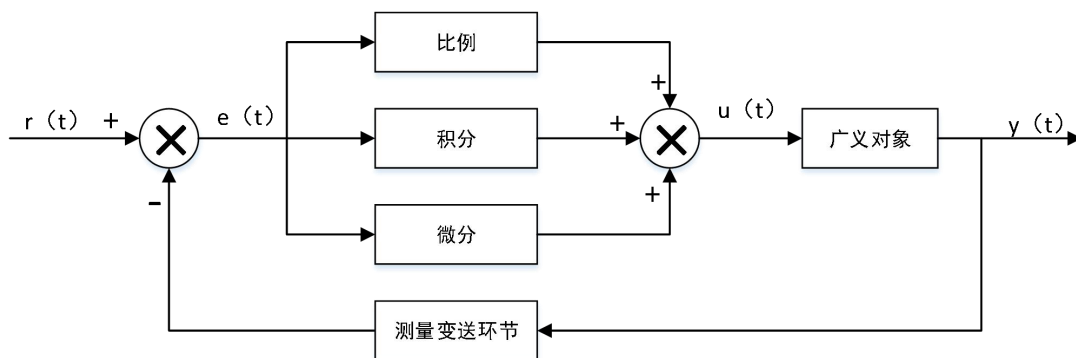 比例
+
r（t） +
e（t）
积分
+
u（t）
广义对象
y（t）
-
+
微分
测量变送环节